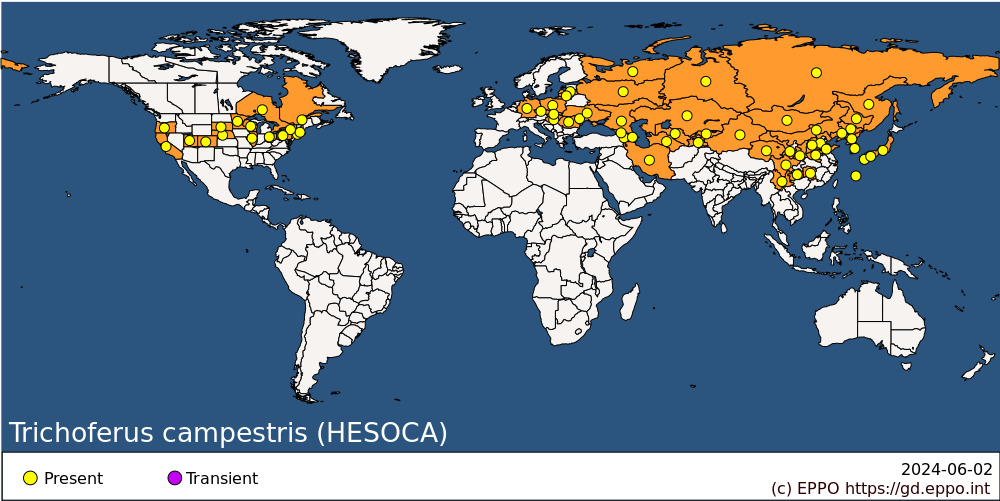 Trichoferus campestris (HESOCA)
Present
Transient
2024-06-02
(c) EPPO https://gd.eppo.int